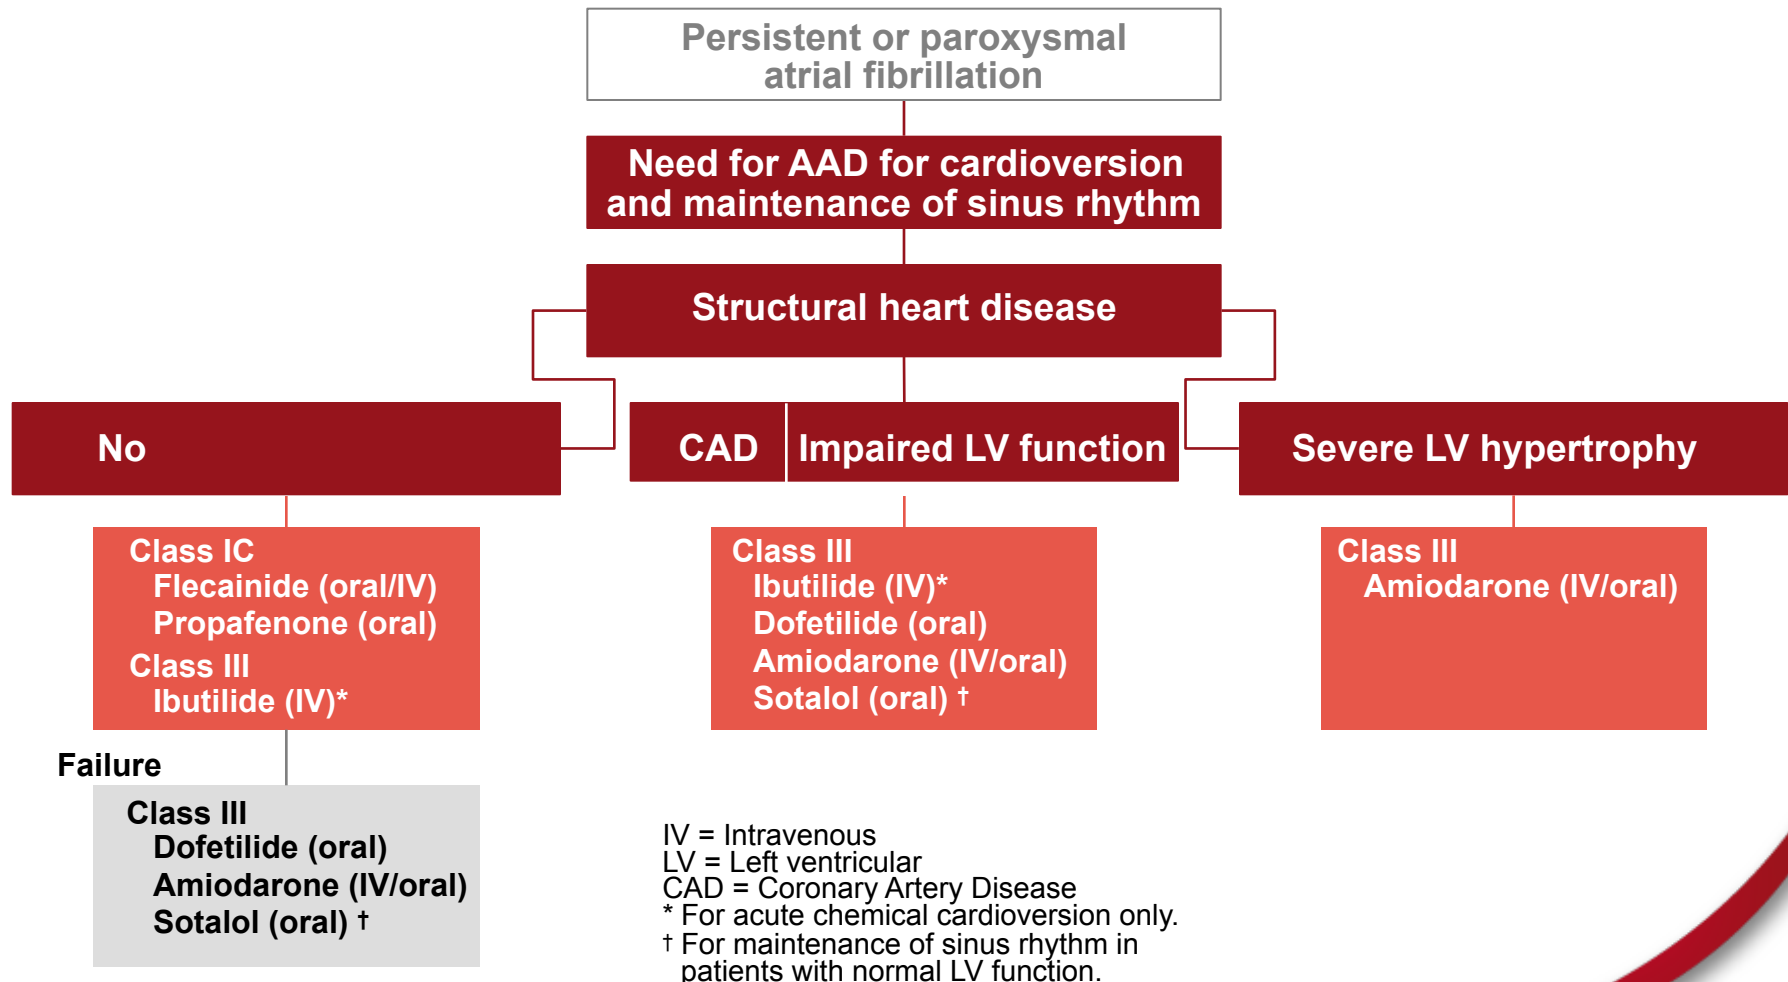 Persistent or paroxysmal
atrial fibrillation
Need for AAD for cardioversion
and maintenance of sinus rhythm
Structural heart disease
No
CAD
Impaired LV function
Severe LV hypertrophy
Class IC
Flecainide (oral/IV)
Propafenone (oral)
Class III
Ibutilide (IV)*
Class III
Ibutilide (IV)*
Dofetilide (oral)
Amiodarone (IV/oral)
Sotalol (oral) †
Class III
Amiodarone (IV/oral)
Failure
Class III
Dofetilide (oral)
Amiodarone (IV/oral)
Sotalol (oral) †
IV = Intravenous
LV = Left ventricular
CAD = Coronary Artery Disease
* For acute chemical cardioversion only.
† For maintenance of sinus rhythm in
patients with normal LV function.